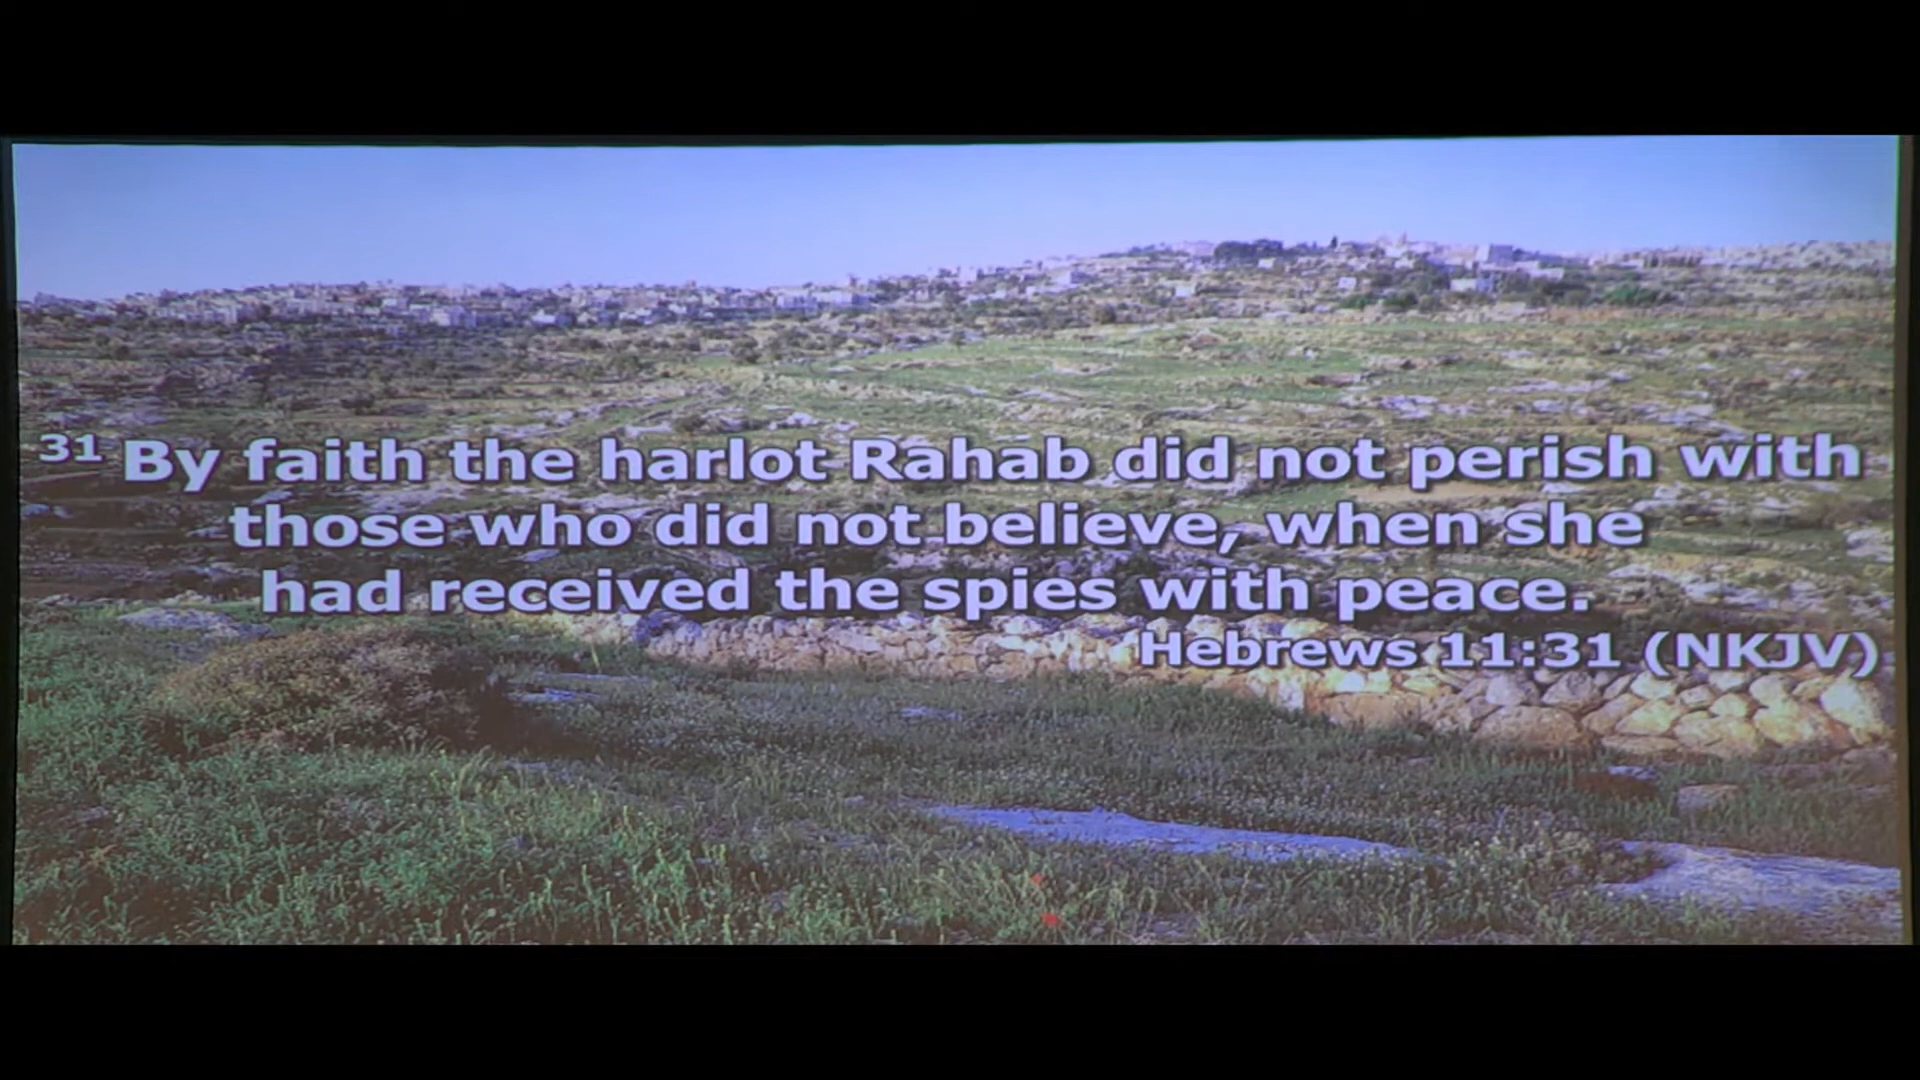 31 By faith the harlot Rahab did not perish with
those who did not believe, when she
had received the spies with peace.
Hebrews 11:31 (NKJV)